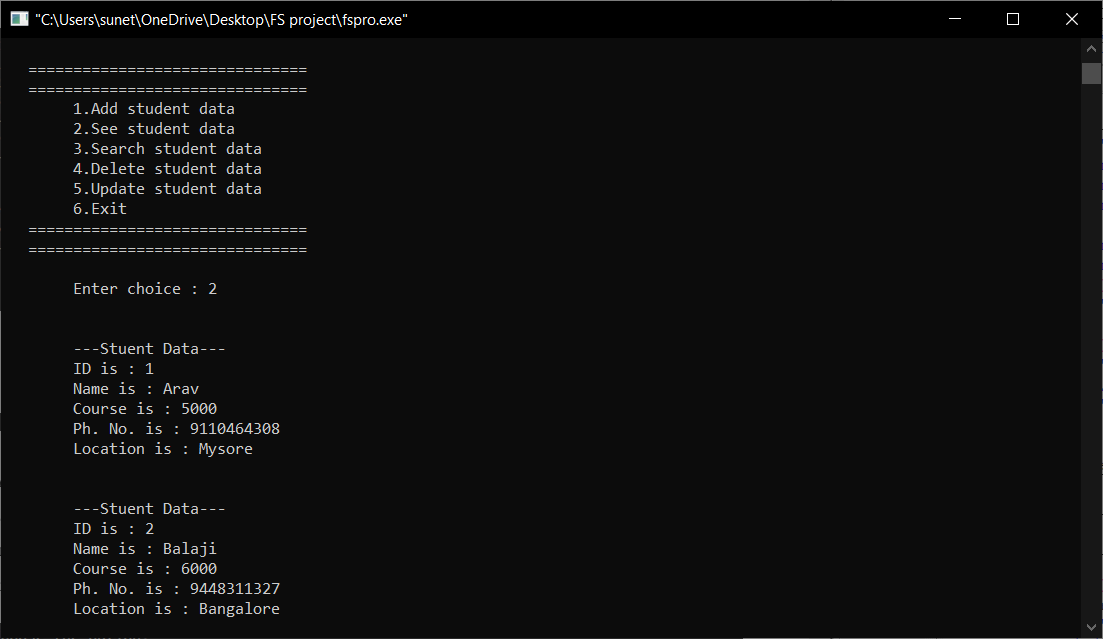 "C:\Users\sunet\OneDrive\Desktop\FS project\fspro.exe"
===============================
===============================
1.Add student data
2.See student data
3.Search student data
4.Delete student data
5.Update student data
6.Exit
===============================
===============================
Enter choice : 2
---Stuent Data---
ID is : 1
Name is : Arav
Course is : 5000
Ph. No. is : 9110464308
Location is : Mysore
---Stuent Data---
ID is : 2
Name is : Balaji
Course is : 6000
Ph. No. is : 9448311327
Location is : Bangalore